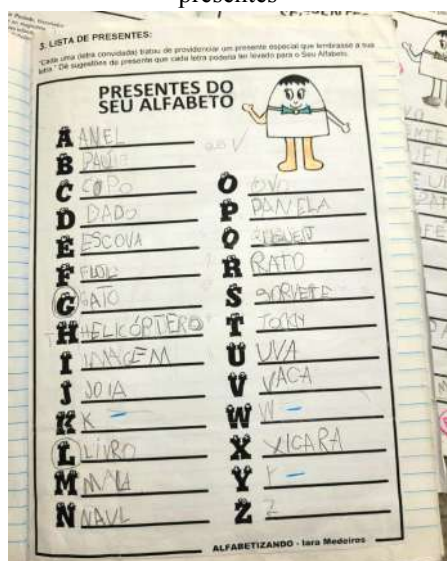 presentes
3. LISTA DE PRESENTES:
"Cada uma (letra convidada) tratou de providenciar um presente especial que lembrasse a sua
letra." Dê sugestões de presente que cada letra poderia ter levado para o Seu Alfabeto.
PRESENTES DO
SEU ALFABETO
A ANEL
B
C COPO
D DADO
E ESCOVA
F
G GATO
H HELICÓPTERO
I IMAGEM
J JOIA
K K -
L LIVRO
M MALA
N
O OVO
P PANELA
Q
R RATO
S SORVETE
T
U UVA
V VACA
W W -
X XICARA
Y Y -
Z Z
ALFABETIZANDO - Iara Medeiros